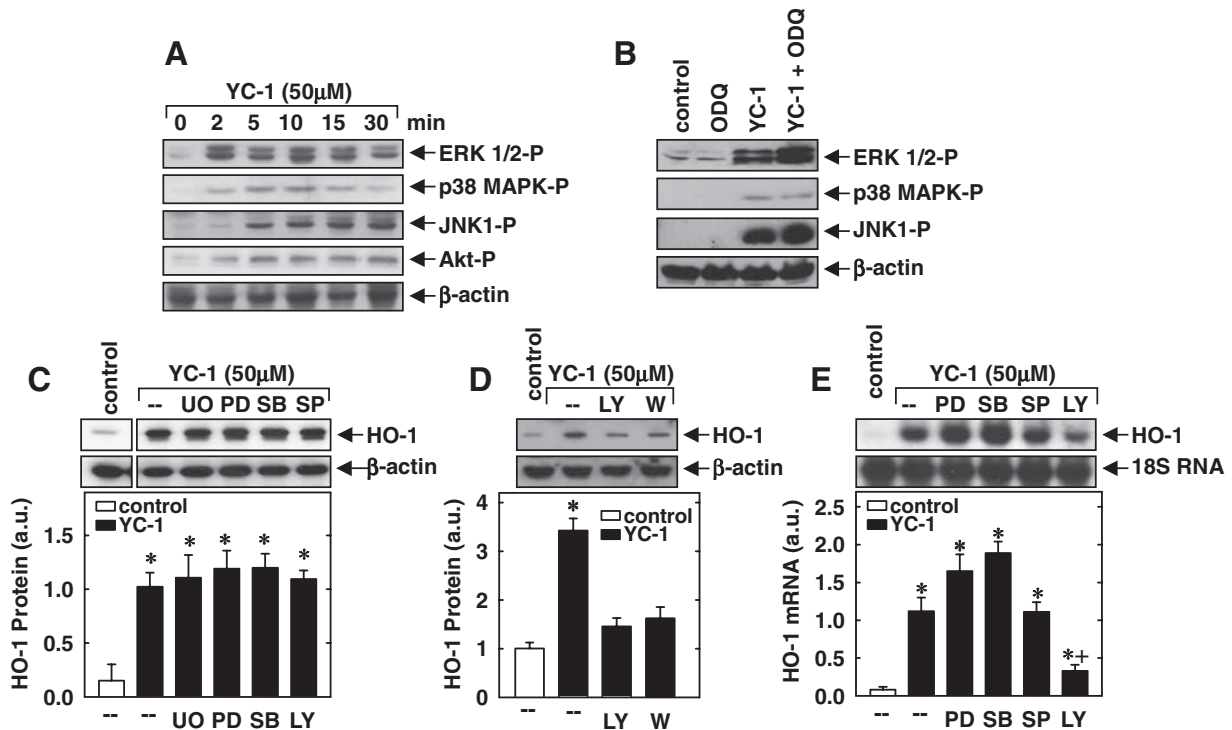 A
YC-1 (50μM)
0 2 5 10 15 30 min
ERK 1/2-P
p38 MAPK-P
JNK1-P
Akt-P
β-actin
B
control ODQ YC-1 YC-1 + ODQ
ERK 1/2-P
p38 MAPK-P
JNK1-P
β-actin
C
control
YC-1 (50μM)
-- UO PD SB SP
HO-1
β-actin
HO-1 Protein (a.u.)
control
YC-1
1.5
1.0
0.5
0.0
* * * * *
-- -- UO PD SB LY
D
control
YC-1 (50μM)
-- LY W
HO-1
β-actin
HO-1 Protein (a.u.)
control
YC-1
4
3
2
1
0
*
-- -- LY W
E
control
YC-1 (50μM)
-- PD SB SP LY
HO-1
18S RNA
HO-1 mRNA (a.u.)
control
YC-1
2.5
2.0
1.5
1.0
0.5
0.0
* * * * *+
-- -- PD SB SP LY